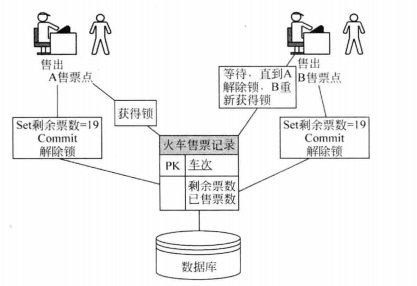 售出
A售票点
售出
B售票点
获得锁
等待，直到A
解除锁，B重
新获得锁
Set剩余票数=19
Commit
解除锁
火车售票记录
PK 车次
剩余票数
已售票数
Set剩余票数=19
Commit
解除锁
数据库